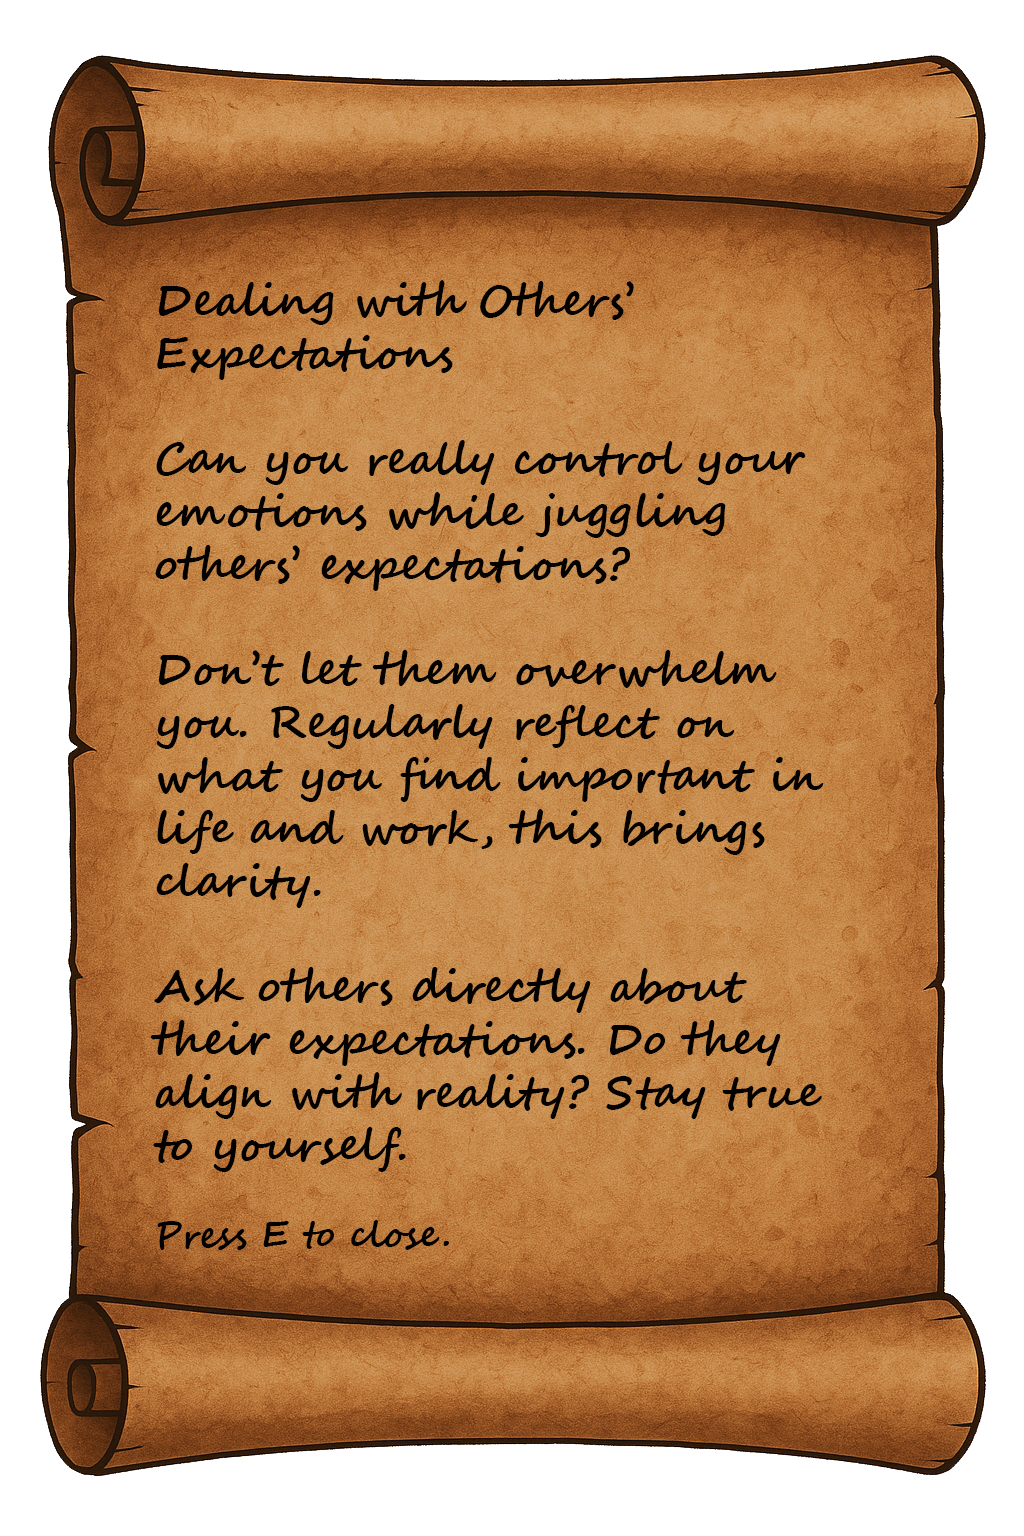 Dealing with Others’
Expectations
Can you really control your
emotions while juggling
others’ expectations?
Don’t let them overwhelm
you. Regularly reflect on
what you find important in
life and work, this brings
clarity.
Ask others directly about
their expectations. Do they
align with reality? Stay true
to yourself.
Press E to close.